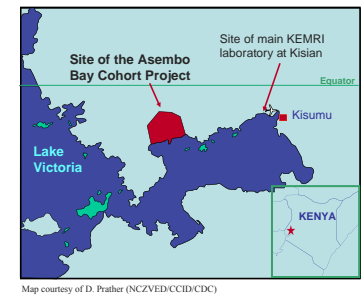 Site of main KEMRI
laboratory at Kisian
Site of the Asembo
Bay Cohort Project
Equator
Kisumu
Lake
Victoria
KENYA
Map courtesy of D. Prather (NCZVED/CCID/CDC)